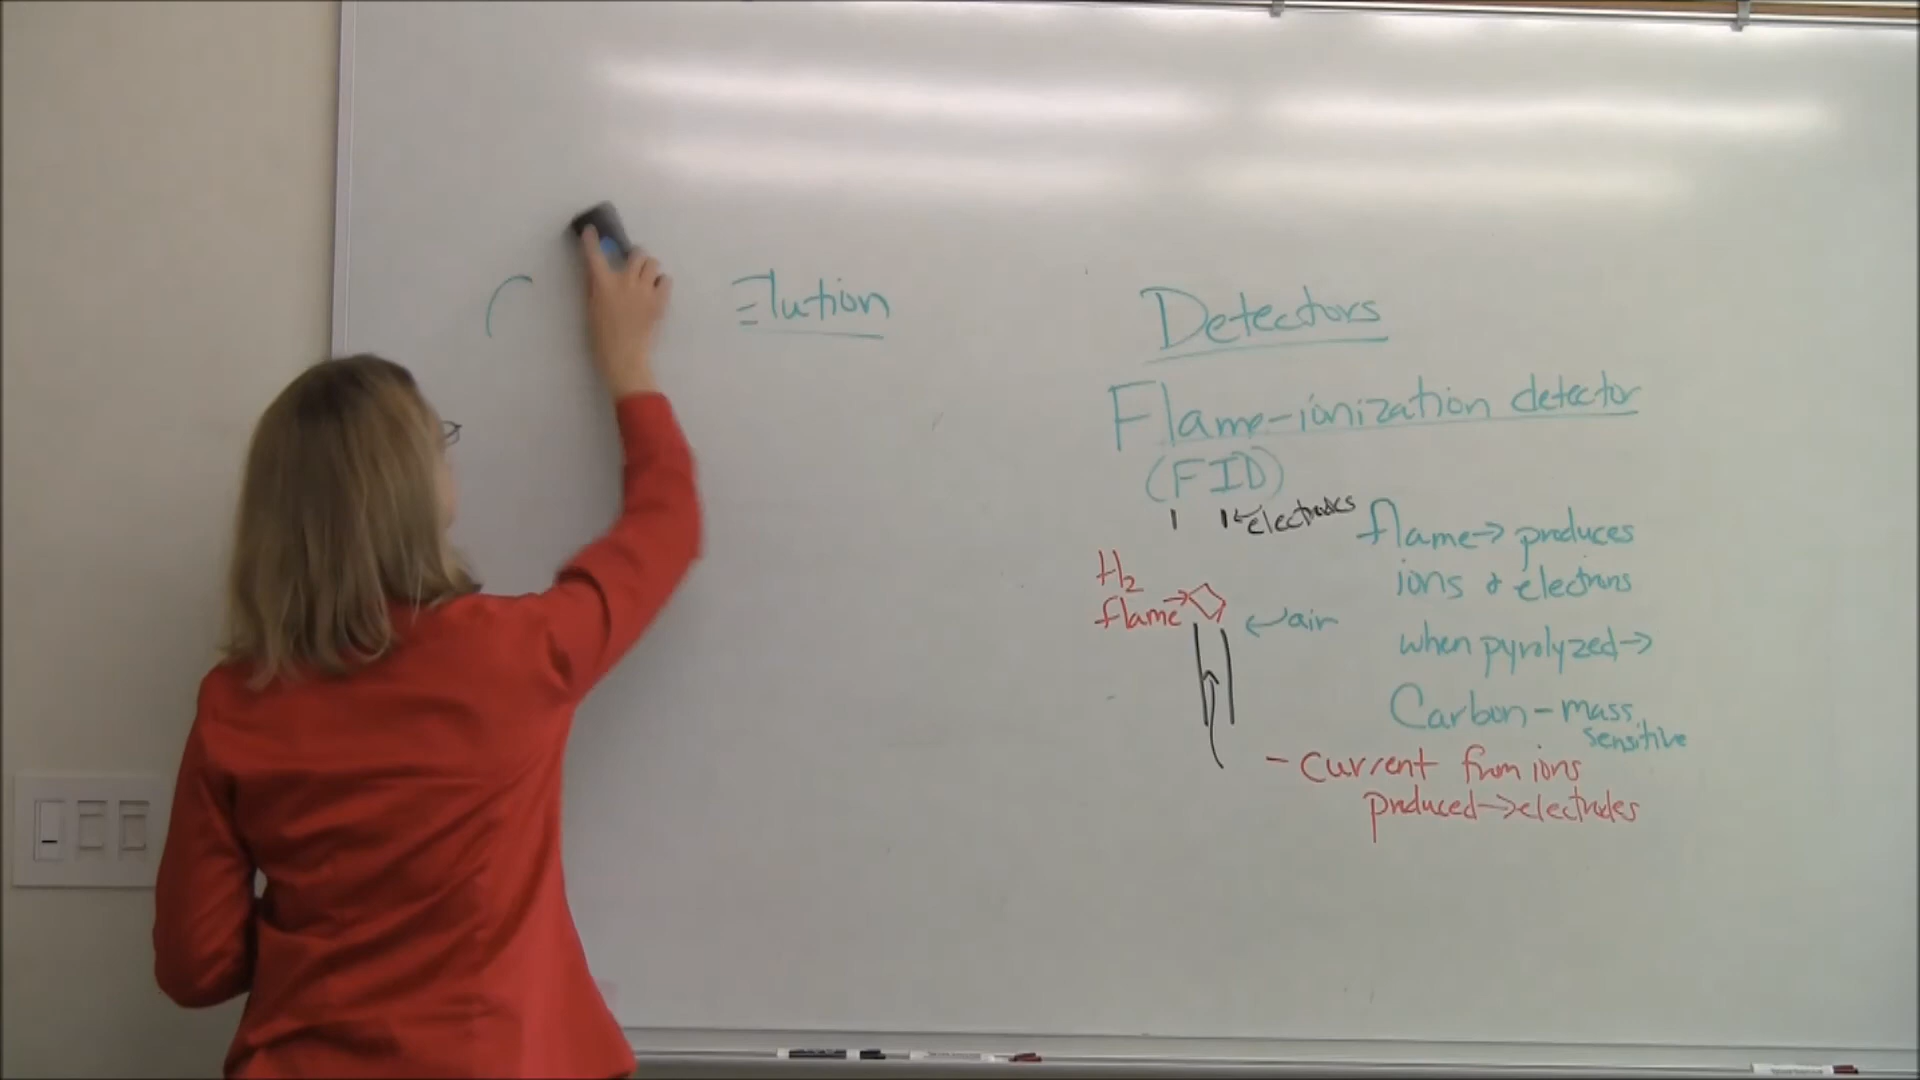 Elution
Detectors
Flame-ionization detector
(FID)
electrodes
flame → produces
ions & electrons
H₂
flame →
← air
when pyrolyzed →
Carbon - mass
sensitive
- current from ions
produced → electrodes